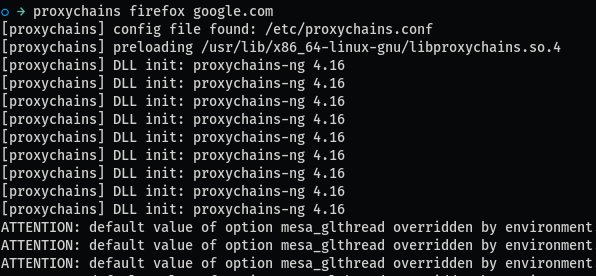 ○ → proxychains firefox google.com
[proxychains] config file found: /etc/proxychains.conf
[proxychains] preloading /usr/lib/x86_64-linux-gnu/libproxychains.so.4
[proxychains] DLL init: proxychains-ng 4.16
[proxychains] DLL init: proxychains-ng 4.16
[proxychains] DLL init: proxychains-ng 4.16
[proxychains] DLL init: proxychains-ng 4.16
[proxychains] DLL init: proxychains-ng 4.16
[proxychains] DLL init: proxychains-ng 4.16
[proxychains] DLL init: proxychains-ng 4.16
[proxychains] DLL init: proxychains-ng 4.16
[proxychains] DLL init: proxychains-ng 4.16
ATTENTION: default value of option mesa_glthread overridden by environment
ATTENTION: default value of option mesa_glthread overridden by environment
ATTENTION: default value of option mesa_glthread overridden by environment